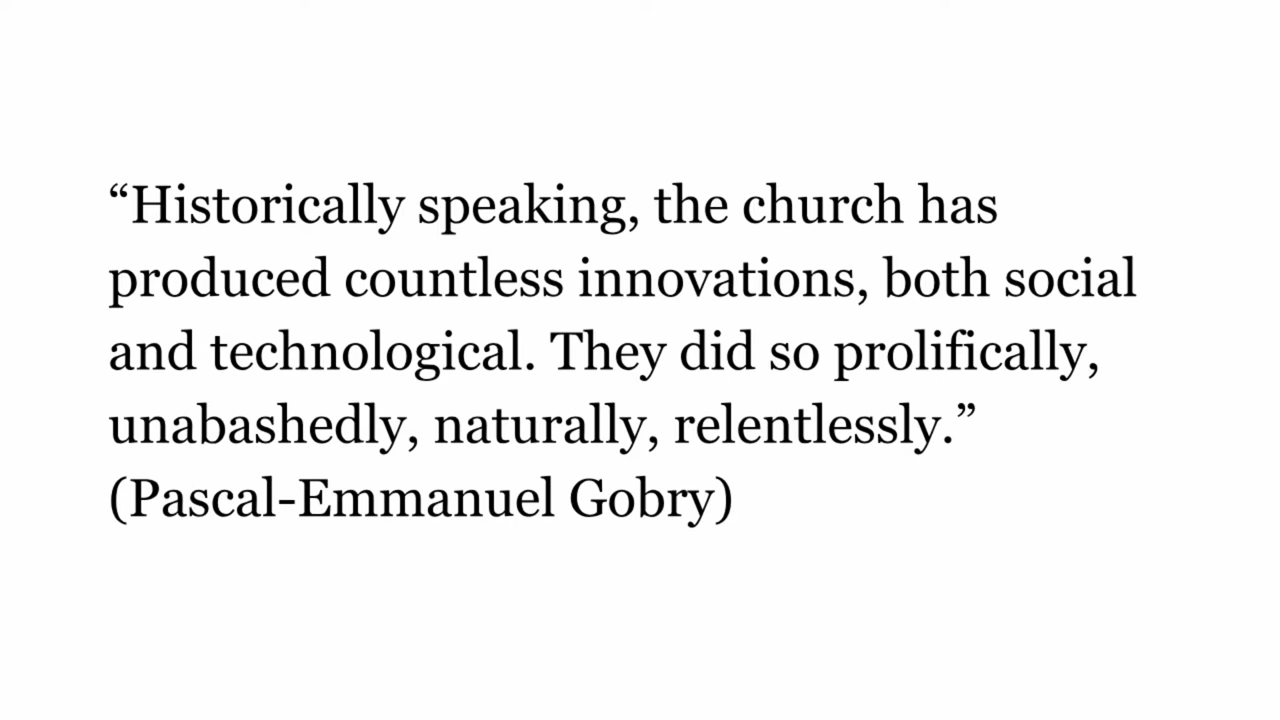 “Historically speaking, the church has
produced countless innovations, both social
and technological. They did so prolifically,
unabashedly, naturally, relentlessly.”
(Pascal-Emmanuel Gobry)